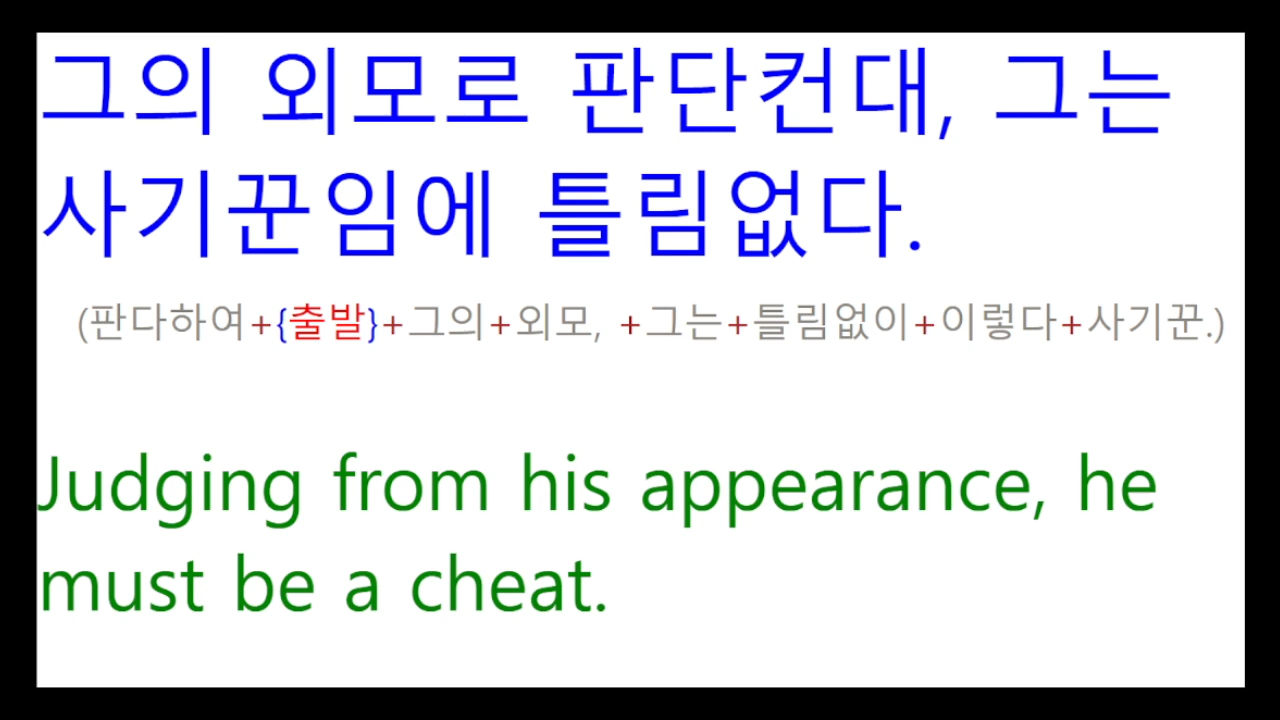 그의 외모로 판단컨대, 그는
사기꾼임에 틀림없다.
(판다하여+{출발}+그의+외모, +그는+틀림없이+이렇다+사기꾼.)
Judging from his appearance, he
must be a cheat.